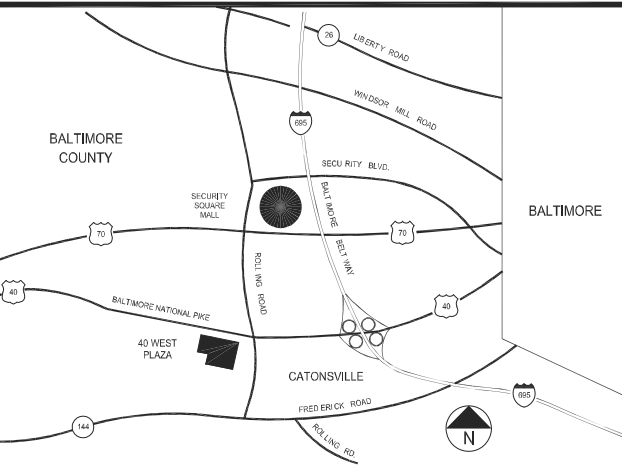 26
LIBERTY ROAD
WINDSOR MILL ROAD
695
BALTIMORE
COUNTY
SECURITY BLVD.
SECURITY
SQUARE
MALL
BALTIMORE
BELTWAY
BALTIMORE
70
70
ROLLING ROAD
40
BALTIMORE NATIONAL PIKE
40
40 WEST
PLAZA
CATONSVILLE
695
FREDERICK ROAD
144
ROLLING RD.
N